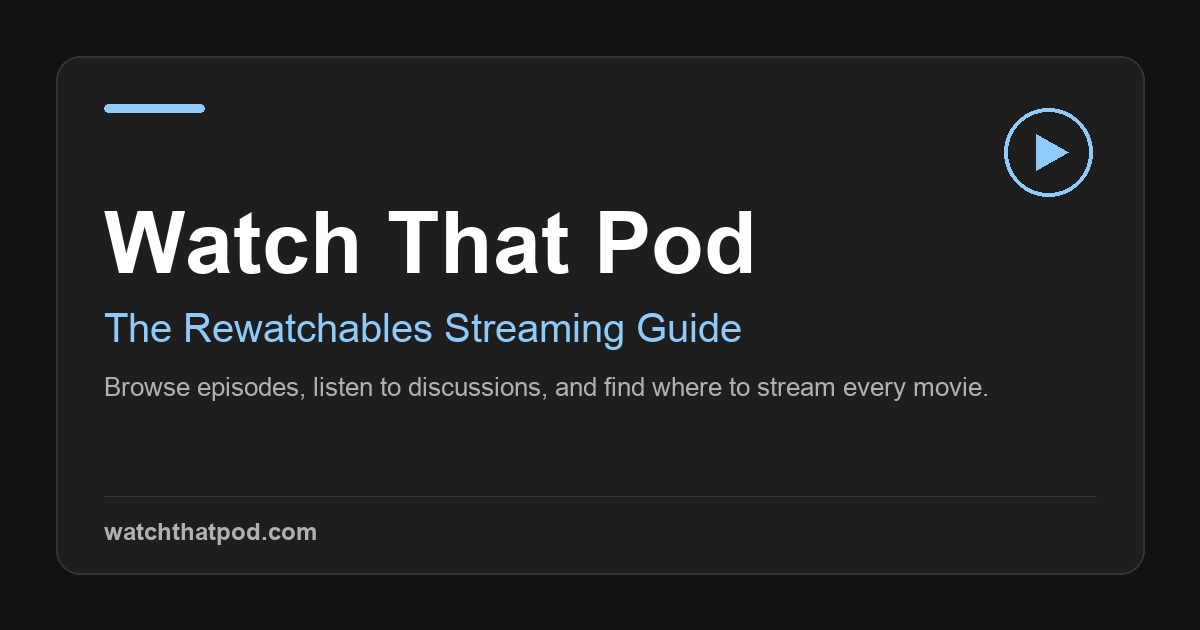 Watch That Pod
The Rewatchables Streaming Guide
Browse episodes, listen to discussions, and find where to stream every movie.
watchthatpod.com